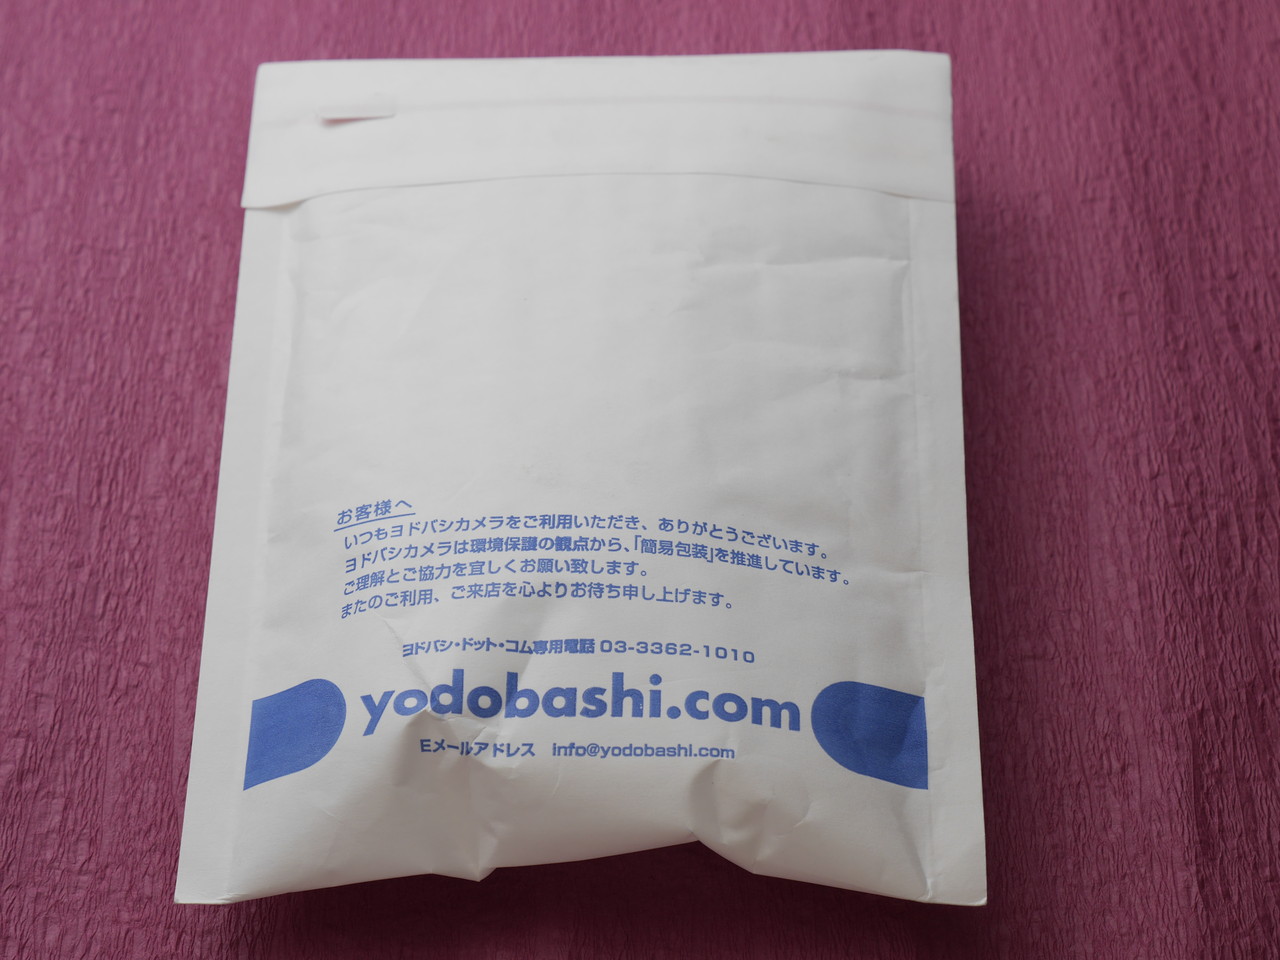 お客様へ
いつもヨドバシカメラをご利用いただき、ありがとうございます。
ヨドバシカメラは環境保護の観点から、「簡易包装」を推進しています。
ご理解とご協力を宜しくお願い致します。
またのご利用、ご来店を心よりお待ち申し上げます。
ヨドバシ・ドット・コム専用電話 03-3362-1010
yodobashi.com
Eメールアドレス info@yodobashi.com